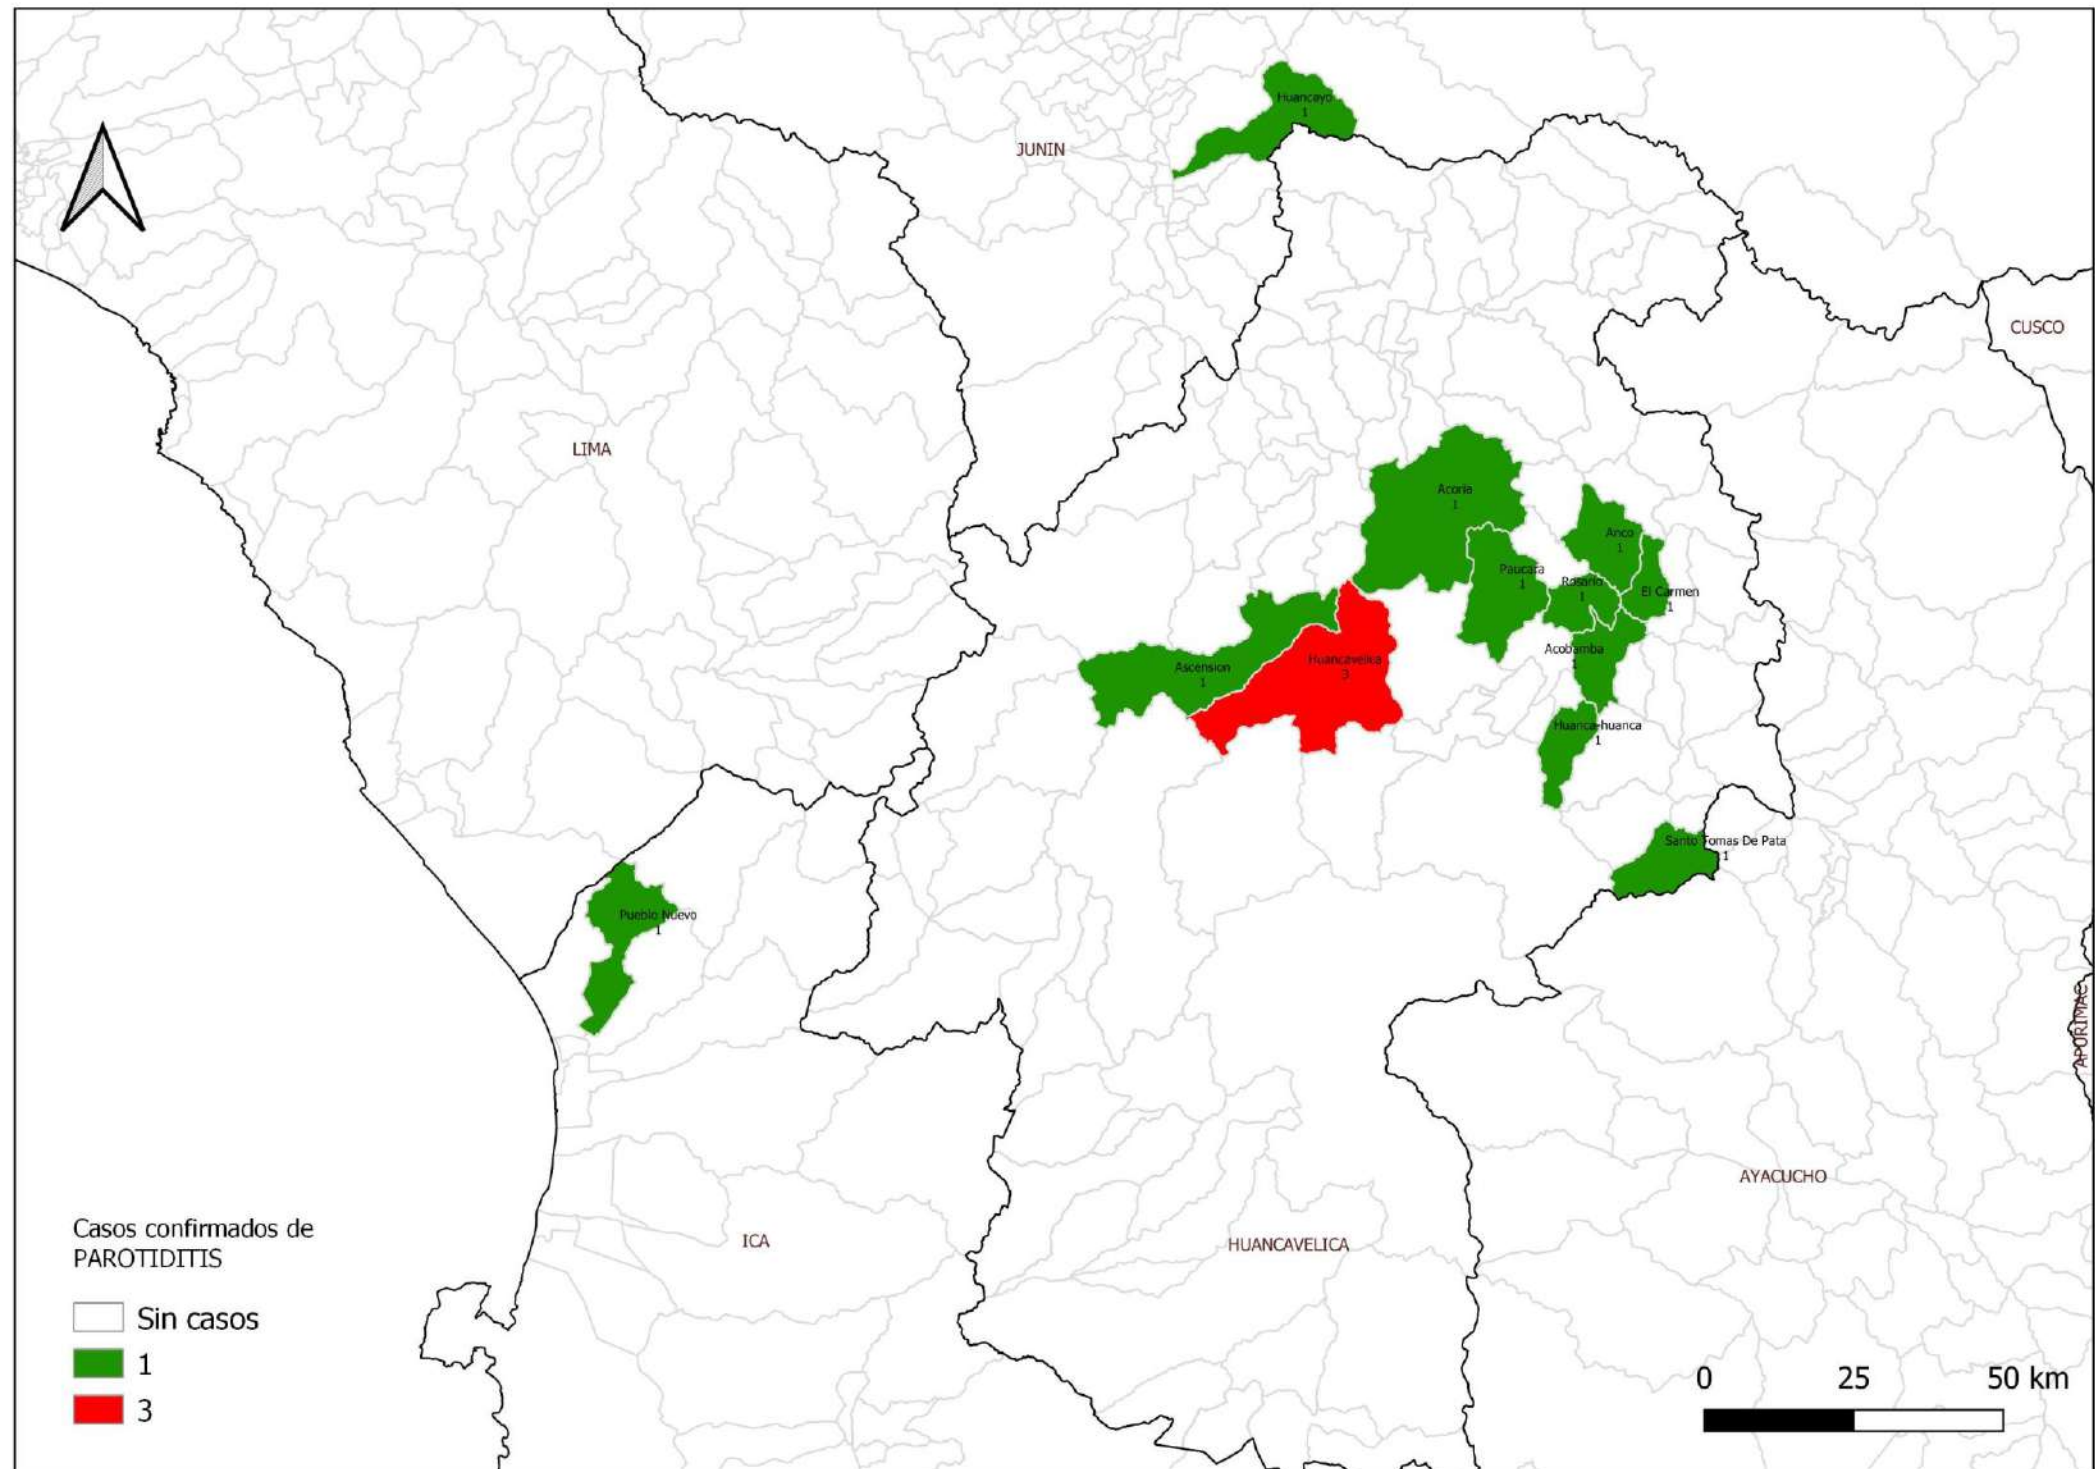 Huancayo
1
JUNIN
CUSCO
LIMA
Acoria
1
Anco
1
Paucara
1
Rosario
1
El Carmen
1
Acobamba
1
Ascension
1
Huancavelica
3
Huanca-huanca
1
Santo Tomas De Pata
1
Pueblo Nuevo
1
APURIMAC
AYACUCHO
ICA
HUANCAVELICA
Casos confirmados de
PAROTIDITIS
Sin casos
1
3
0 25 50 km